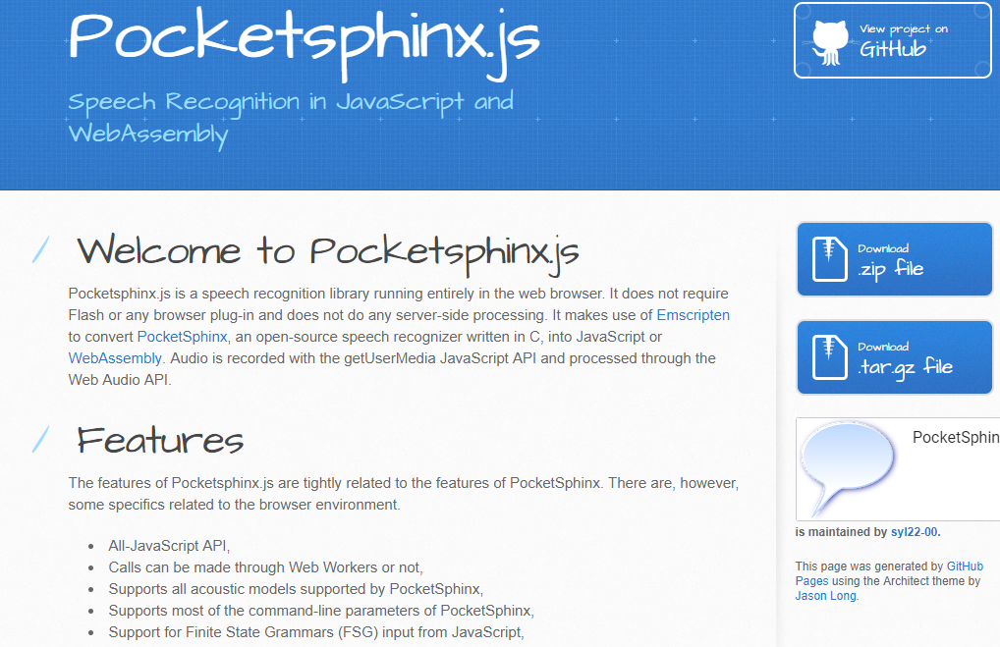 Pocketsphinx.js
Speech Recognition in JavaScript and
WebAssembly
View project on
GitHub
Welcome to Pocketsphinx.js
Pocketsphinx.js is a speech recognition library running entirely in the web browser. It does not require
Flash or any browser plug-in and does not do any server-side processing. It makes use of Emscripten
to convert PocketSphinx, an open-source speech recognizer written in C, into JavaScript or
WebAssembly. Audio is recorded with the getUserMedia JavaScript API and processed through the
Web Audio API.
Features
The features of Pocketsphinx.js are tightly related to the features of PocketSphinx. There are, however,
some specifics related to the browser environment.
• All-JavaScript API,
• Calls can be made through Web Workers or not,
• Supports all acoustic models supported by PocketSphinx,
• Supports most of the command-line parameters of PocketSphinx,
• Support for Finite State Grammars (FSG) input from JavaScript,
Download
.zip file
Download
.tar.gz file
PocketSphin
is maintained by syl22-00.
This page was generated by GitHub
Pages using the Architect theme by
Jason Long.